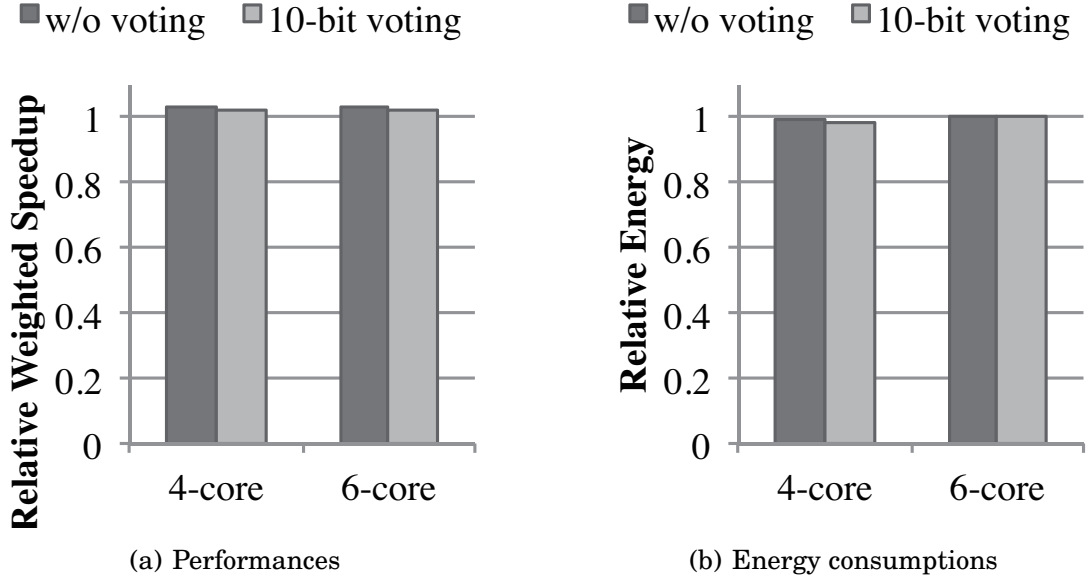 w/o voting 10-bit voting
Relative Weighted Speedup
1
0.8
0.6
0.4
0.2
0
4-core 6-core
(a) Performances
w/o voting 10-bit voting
Relative Energy
1
0.8
0.6
0.4
0.2
0
4-core 6-core
(b) Energy consumptions